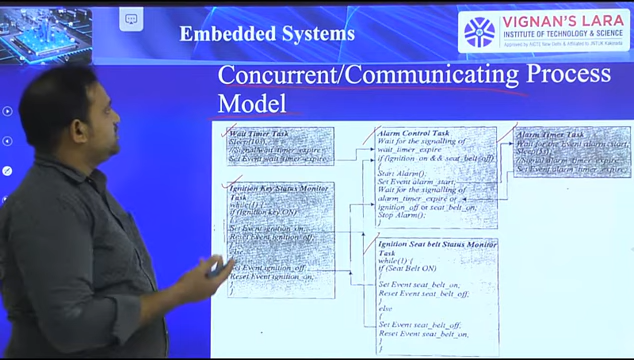 Embedded Systems
VIGNAN'S LARA
INSTITUTE OF TECHNOLOGY & SCIENCE
Concurrent/Communicating Process
Model
Wait Timer Task
Sleep(10);
//Signal wait_timer_expire
Set Event wait_timer_expire;
Ignition Key Status Monitor
Task
while(1) {
if (Ignition key ON)
{
Set Event ignition_on;
Reset Event ignition_off;
}
else
Set Event ignition_off;
Reset Event ignition_on;
}
}
Alarm Control Task
Wait for the signalling of
wait_timer_expire
if (ignition_on && seat_belt_off)
{
Start Alarm();
Set Event alarm_start;
Wait for the signalling of
alarm_timer_expire or
ignition_off or seat_belt_on;
Stop Alarm();
}
Ignition Seat belt Status Monitor
Task
while(1) {
if (Seat Belt ON)
{
Set Event seat_belt_on;
Reset Event seat_belt_off;
}
else
{
Set Event seat_belt_off;
Reset Event seat_belt_on;
}
}
Alarm Timer Task
Wait for the Event alarm_start;
Set Event alarm_timer_expire;